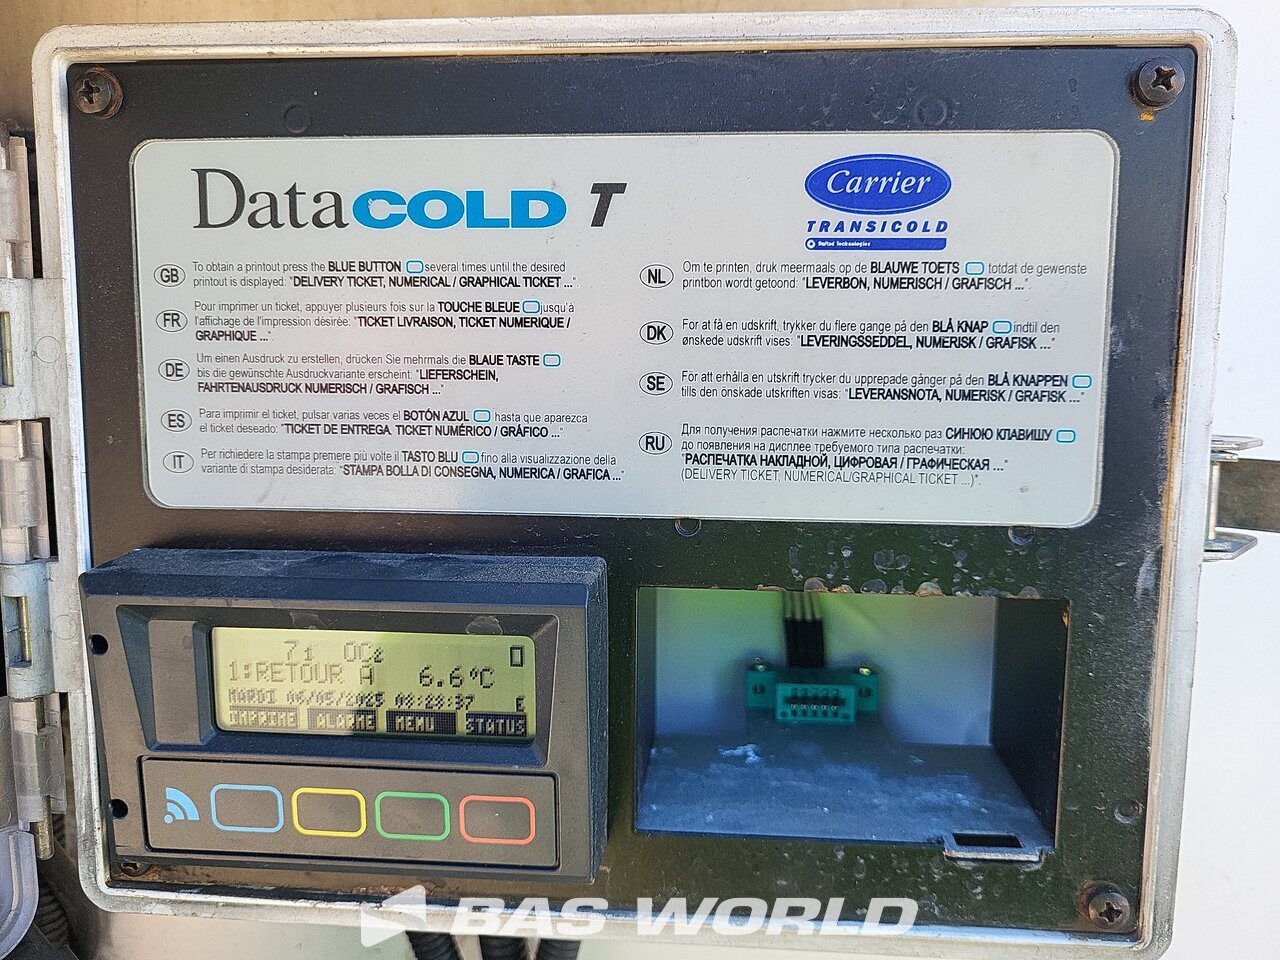 DataCOLD T
Carrier
TRANSICOLD
United Technologies
GB To obtain a printout press the BLUE BUTTON several times until the desired
printout is displayed: "DELIVERY TICKET, NUMERICAL / GRAPHICAL TICKET ...".
FR Pour imprimer un ticket, appuyer plusieurs fois sur la TOUCHE BLEUE jusqu'à
l'affichage de l'impression désirée: "TICKET LIVRAISON, TICKET NUMERIQUE /
GRAPHIQUE ...".
DE Um einen Ausdruck zu erstellen, drücken Sie mehrmals die BLAUE TASTE
bis die gewünschte Ausdruckvariante erscheint: "LIEFERSCHEIN,
FAHRTENAUSDRUCK NUMERISCH / GRAFISCH ..."
ES Para imprimir el ticket, pulsar varias veces el BOTÓN AZUL hasta que aparezca
el ticket deseado: "TICKET DE ENTREGA. TICKET NUMÉRICO / GRÁFICO ...".
IT Per richiedere la stampa premere più volte il TASTO BLU fino alla visualizzazione della
variante di stampa desiderata: "STAMPA BOLLA DI CONSEGNA, NUMERICA / GRAFICA ..."
NL Om te printen, druk meermaals op de BLAUWE TOETS totdat de gewenste
printbon wordt getoond: "LEVERBON, NUMERISCH / GRAFISCH ...".
DK For at få en udskrift, trykker du flere gange på den BLÅ KNAP indtil den
ønskede udskrift vises: "LEVERINGSSEDDEL, NUMERISK / GRAFISK ..."
SE För att erhålla en utskrift trycker du upprepade gånger på den BLÅ KNAPPEN
tills den önskade utskriften visas: "LEVERANSNOTA, NUMERISK / GRAFISK ..."
RU Для получения распечатки нажмите несколько раз СИНЮЮ КЛАВИШУ
до появления на дисплее требуемого типа распечатки:
"РАСПЕЧАТКА НАКЛАДНОЙ, ЦИФРОВАЯ / ГРАФИЧЕСКАЯ ..."
(DELIVERY TICKET, NUMERICAL/GRAPHICAL TICKET ...)".
1:RETOUR A 6.6°C
MARDI 06/05/2025 08:28:37 E
IMPRIME ALARME MENU STATUS
BAS WORLD